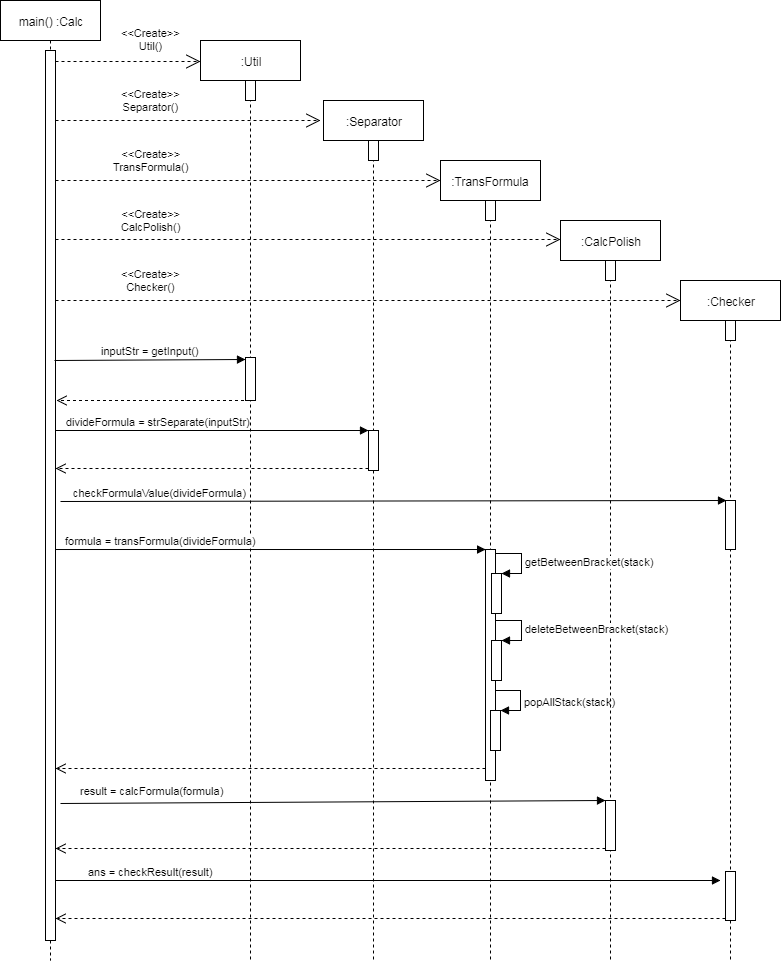 main() :Calc
<<Create>>
Util()
:Util
<<Create>>
Separator()
:Separator
<<Create>>
TransFormula()
:TransFormula
<<Create>>
CalcPolish()
:CalcPolish
<<Create>>
Checker()
:Checker
inputStr = getInput()
divideFormula = strSeparate(inputStr)
checkFormulaValue(divideFormula)
formula = transFormula(divideFormula)
getBetweenBracket(stack)
deleteBetweenBracket(stack)
popAllStack(stack)
result = calcFormula(formula)
ans = checkResult(result)